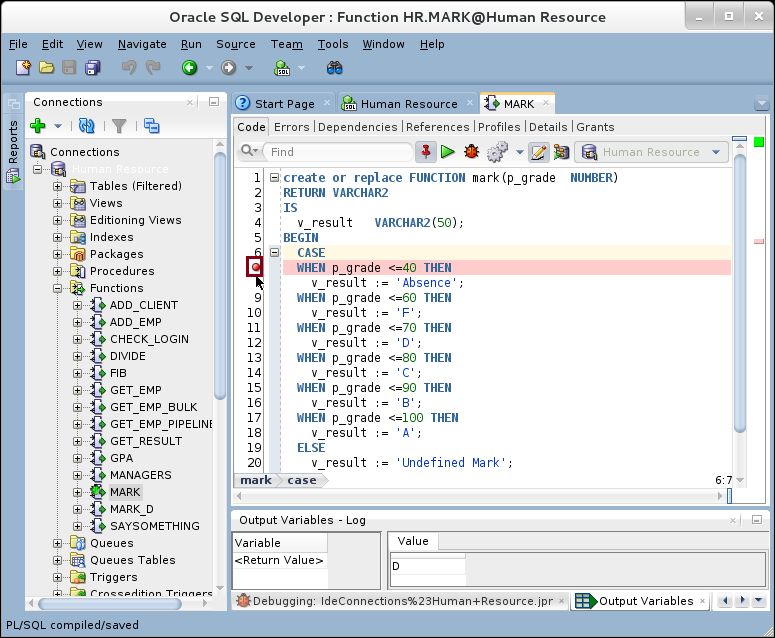 Oracle SQL Developer : Function HR.MARK@Human Resource
File Edit View Navigate Run Source Team Tools Window Help
Reports
Connections
Connections
Human Resource
Tables (Filtered)
Views
Editioning Views
Indexes
Packages
Procedures
Functions
ADD_CLIENT
ADD_EMP
CHECK_LOGIN
DIVIDE
FIB
GET_EMP
GET_EMP_BULK
GET_EMP_PIPELINE
GET_RESULT
GPA
MANAGERS
MARK
MARK_D
SAYSOMETHING
Queues
Queues Tables
Triggers
Crossedition Triggers
Start Page Human Resource MARK
Code Errors Dependencies References Profiles Details Grants
Find Human Resource
1 create or replace FUNCTION mark(p_grade  NUMBER)
2 RETURN VARCHAR2
3 IS
4   v_result   VARCHAR2(50);
5 BEGIN
6   CASE
  WHEN p_grade <=40 THEN
    v_result := 'Absence';
9   WHEN p_grade <=60 THEN
10     v_result := 'F';
11   WHEN p_grade <=70 THEN
12     v_result := 'D';
13   WHEN p_grade <=80 THEN
14     v_result := 'C';
15   WHEN p_grade <=90 THEN
16     v_result := 'B';
17   WHEN p_grade <=100 THEN
18     v_result := 'A';
19   ELSE
20     v_result := 'Undefined Mark';
mark case 6:7
Output Variables - Log
Variable Value
<Return Value> D
Debugging: IdeConnections%23Human+Resource.jpr Output Variables
PL/SQL compiled/saved